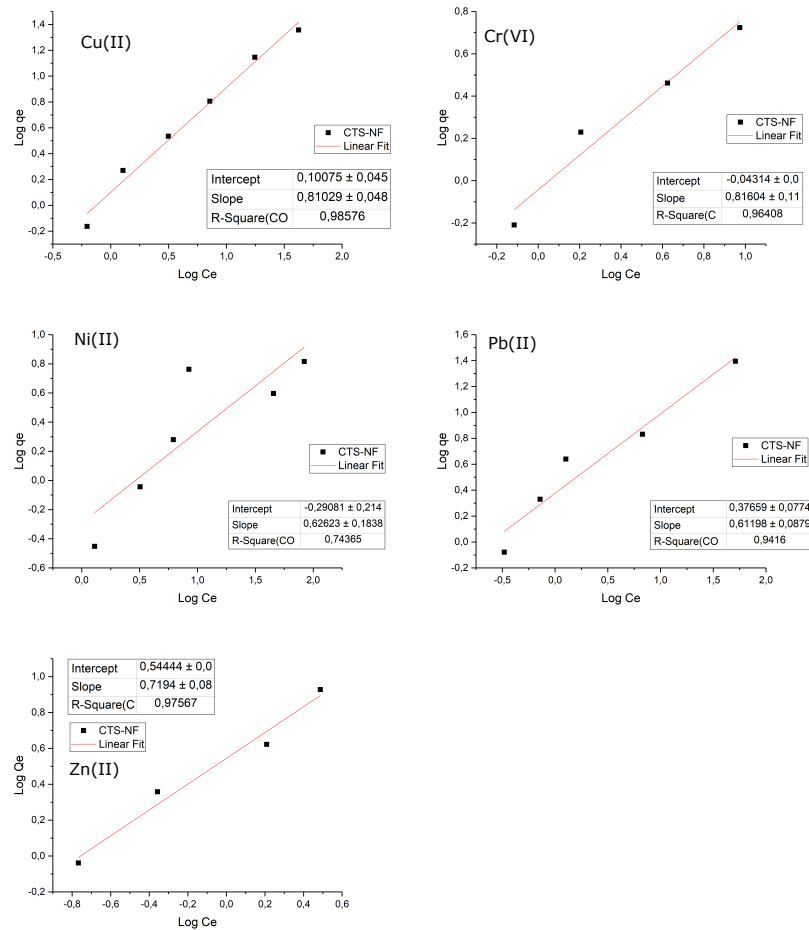 Cu(II)
1,4
1,2
1,0
0,8
0,6
0,4
0,2
0,0
-0,2
Log qe
CTS-NF
Linear Fit
Intercept 0,10075 ± 0,045
Slope 0,81029 ± 0,048
R-Square(CO 0,98576
-0,5 0,0 0,5 1,0 1,5 2,0
Log Ce
Cr(VI)
0,8
0,6
0,4
0,2
0,0
-0,2
Log qe
CTS-NF
Linear Fit
Intercept -0,04314 ± 0,0
Slope 0,81604 ± 0,11
R-Square(C 0,96408
-0,2 0,0 0,2 0,4 0,6 0,8 1,0
Log Ce
Ni(II)
1,0
0,8
0,6
0,4
0,2
0,0
-0,2
-0,4
-0,6
Log qe
CTS-NF
Linear Fit
Intercept -0,29081 ± 0,214
Slope 0,62623 ± 0,1838
R-Square(CO 0,74365
0,0 0,5 1,0 1,5 2,0
Log Ce
Pb(II)
1,6
1,4
1,2
1,0
0,8
0,6
0,4
0,2
0,0
-0,2
Log qe
CTS-NF
Linear Fit
Intercept 0,37659 ± 0,0774
Slope 0,61198 ± 0,0879
R-Square(CO 0,9416
-0,5 0,0 0,5 1,0 1,5 2,0
Log Ce
Intercept 0,54444 ± 0,0
Slope 0,7194 ± 0,08
R-Square(C 0,97567
CTS-NF
Linear Fit
Zn(II)
1,0
0,8
0,6
0,4
0,2
0,0
-0,2
Log Qe
-0,8 -0,6 -0,4 -0,2 0,0 0,2 0,4 0,6
Log Ce